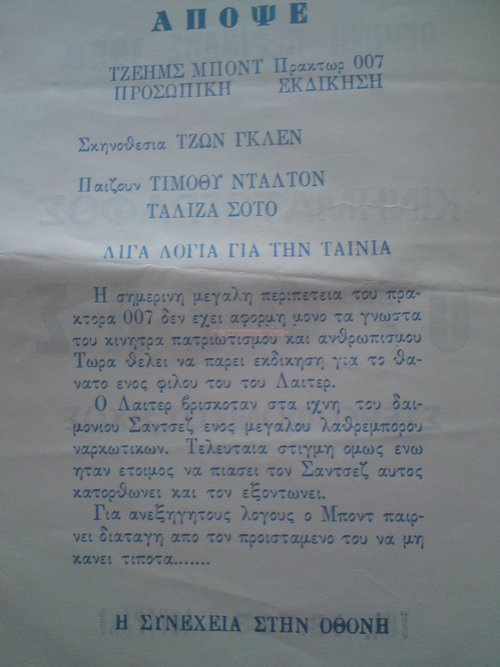 ΑΠΟΨΕ
ΤΖΕΗΜΣ ΜΠΟΝΤ Πρακτωρ 007
ΠΡΟΣΩΠΙΚΗ ΕΚΔΙΚΗΣΗ
Σκηνοθεσια ΤΖΩΝ ΓΚΛΕΝ
Παιζουν ΤΙΜΟΘΥ ΝΤΑΛΤΟΝ
ΤΑΛΙΖΑ ΣΟΤΟ
ΛΙΓΑ ΛΟΓΙΑ ΓΙΑ ΤΗΝ ΤΑΙΝΙΑ
Η σημερινη μεγαλη περιπετεια του πρα-
κτορα 007 δεν εχει αφορμη μονο τα γνωστα
του κινητρα πατριωτισμου και ανθρωπισμου
Τωρα θελει να παρει εκδικηση για το θα-
νατο ενος φιλου του του Λαιτερ.
Ο Λαιτερ βρισκοταν στα ιχνη του δαι-
μονιου Σαντσεζ ενος μεγαλου λαθρεμπορου
ναρκωτικων. Τελευταια στιγμη ομως ενω
ηταν ετοιμος να πιασει τον Σαντσεζ αυτος
κατορθωνει και τον εξοντωνει.
Για ανεξηγητους λογους ο Μποντ παιρ-
νει διαταγη απο τον προισταμενο του να μη
κανει τιποτα.......
Η ΣΥΝΕΧΕΙΑ ΣΤΗΝ ΟΘΟΝΗ